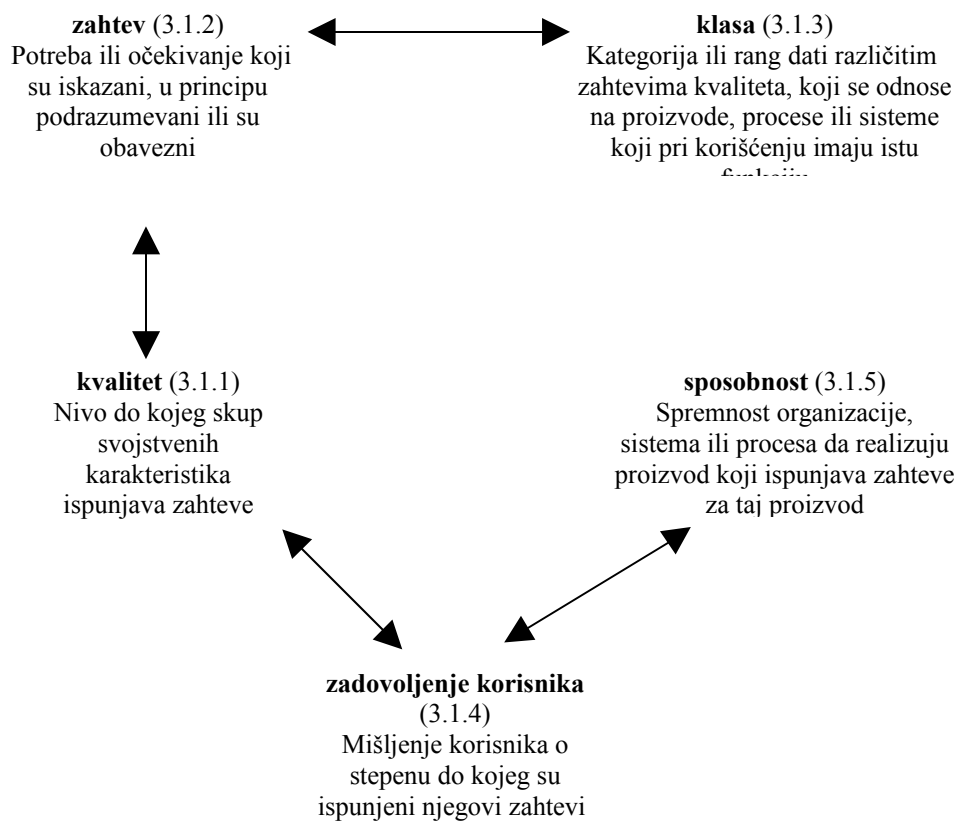 zahtev (3.1.2)
Potreba ili očekivanje koji
su iskazani, u principu
podrazumevani ili su
obavezni
klasa (3.1.3)
Kategorija ili rang dati različitim
zahtevima kvaliteta, koji se odnose
na proizvode, procese ili sisteme
koji pri korišćenju imaju istu
kvalitet (3.1.1)
Nivo do kojeg skup
svojstvenih
karakteristika
ispunjava zahteve
sposobnost (3.1.5)
Spremnost organizacije,
sistema ili procesa da realizuju
proizvod koji ispunjava zahteve
za taj proizvod
zadovoljenje korisnika
(3.1.4)
Mišljenje korisnika o
stepenu do kojeg su
ispunjeni njegovi zahtevi